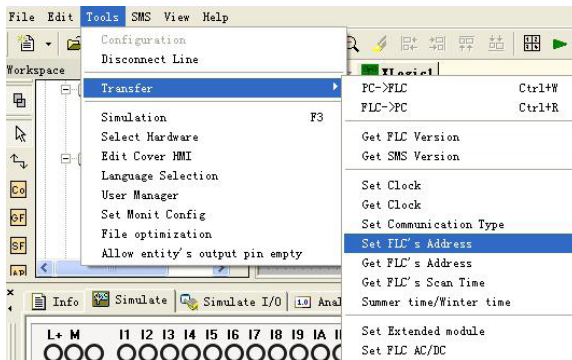 File Edit Tools SMS View Help
Configuration
Disconnect Line
Workspace
XLogic1
Transfer
PC->FLC Ctrl+W
FLC->PC Ctrl+R
Simulation F3
Select Hardware
Get FLC Version
Edit Cover HMI
Get SMS Version
Language Selection
Set Clock
User Manager
Get Clock
Set Monit Config
Set Communication Type
File optimization
Set FLC's Address
Allow entity's output pin empty
Get FLC's Address
Get FLC's Scan Time
Summer time/Winter time
Co
GF
SF
Info Simulate Simulate I/O 1.0 Anal
Set Extended module
L+ M I1 I2 I3 I4 I5 I6 I7 I8 I9 IA
Set FLC AC/DC